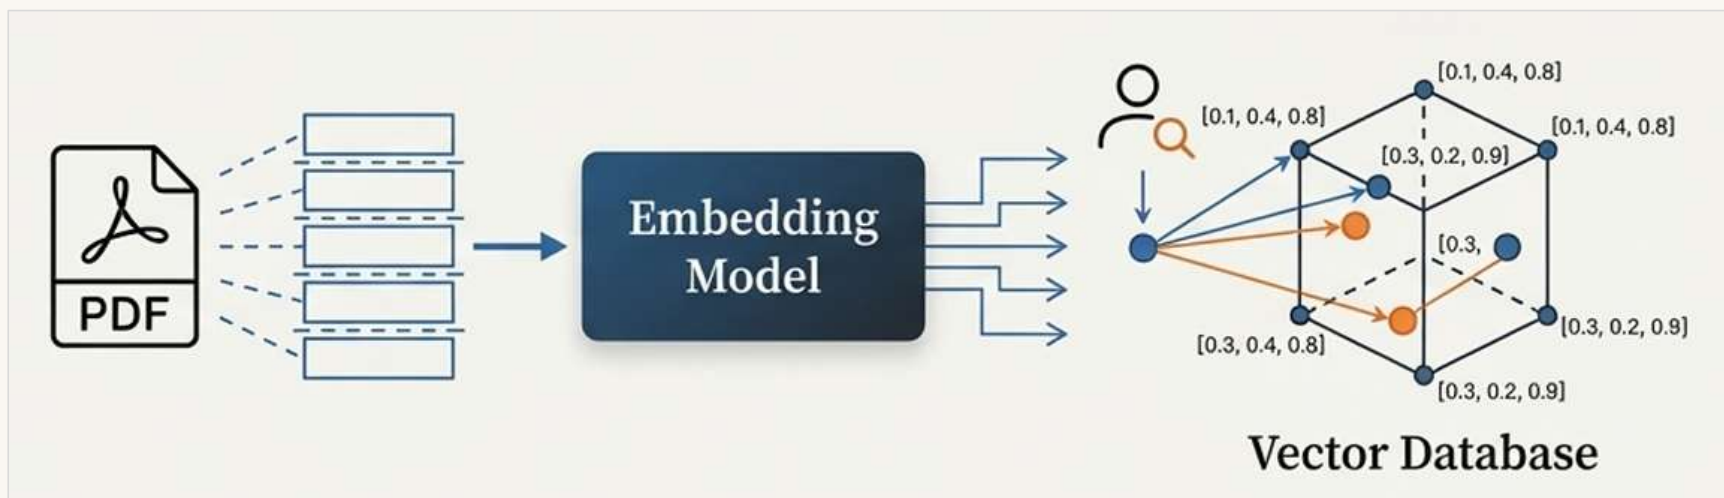 PDF
Embedding
Model
[0.1, 0.4, 0.8]
[0.1, 0.4, 0.8]
[0.1, 0.4, 0.8]
[0.3, 0.2, 0.9]
[0.3,
[0.3, 0.4, 0.8]
[0.3, 0.2, 0.9]
[0.3, 0.2, 0.9]
Vector Database